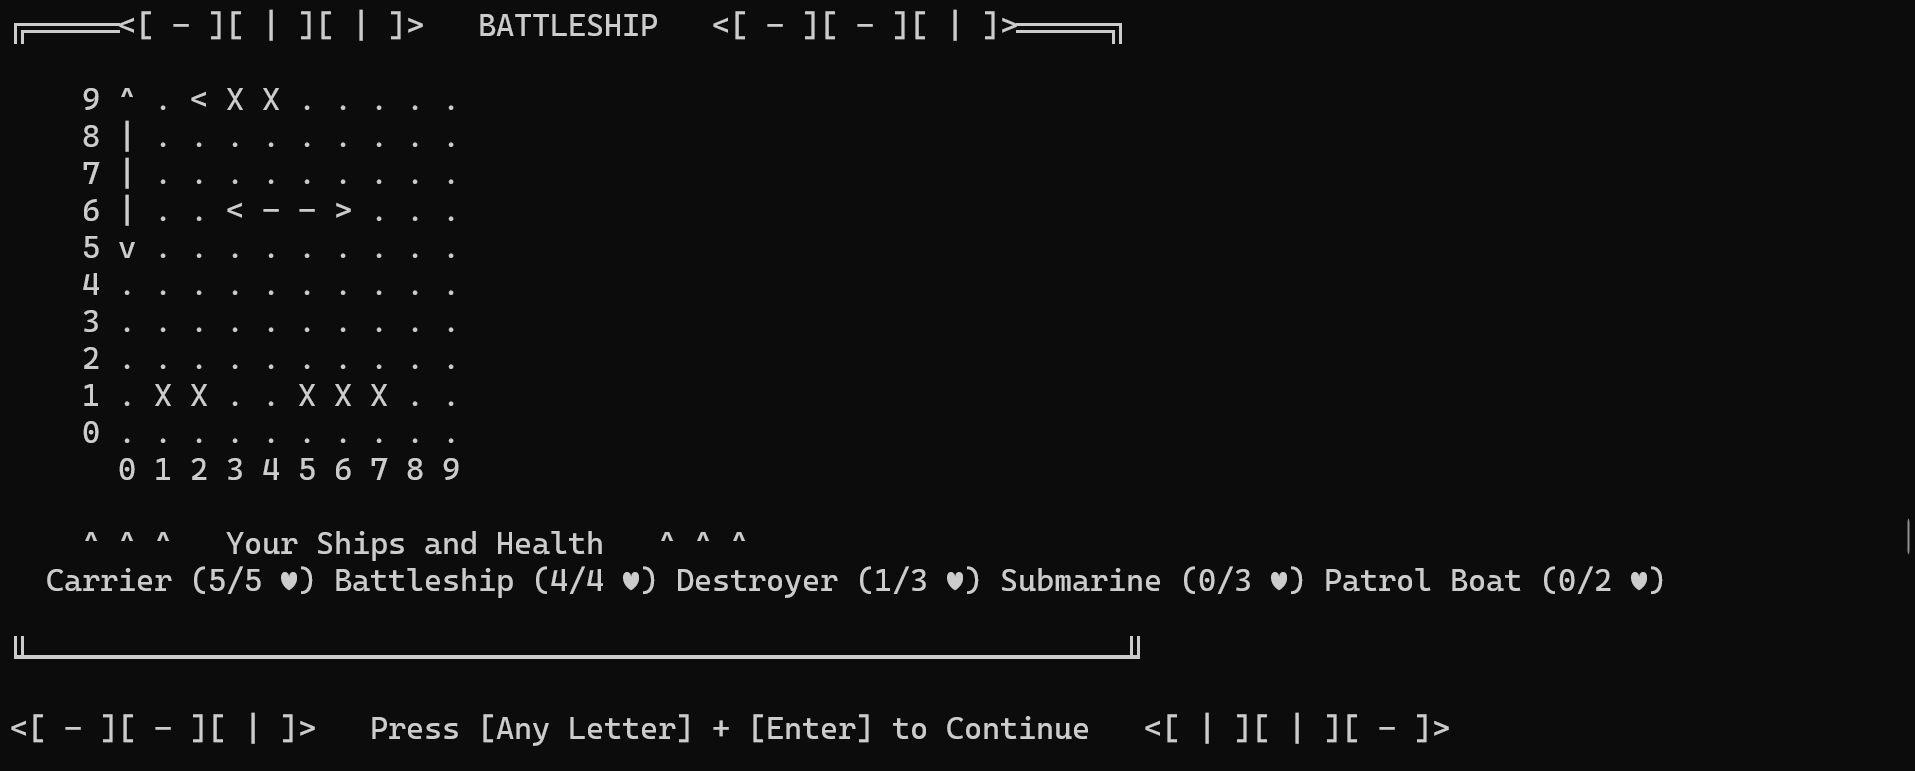 ╔═════<[ - ][ | ][ | ]>   BATTLESHIP   <[ - ][ - ][ | ]>═════╗
9 ^ . < X X . . . . .
8 | . . . . . . . . .
7 | . . . . . . . . .
6 | . . < - - > . . .
5 v . . . . . . . . .
4 . . . . . . . . . .
3 . . . . . . . . . .
2 . . . . . . . . . .
1 . X X . . X X X . .
0 . . . . . . . . . .
0 1 2 3 4 5 6 7 8 9
^ ^ ^   Your Ships and Health   ^ ^ ^
Carrier (5/5 ♥) Battleship (4/4 ♥) Destroyer (1/3 ♥) Submarine (0/3 ♥) Patrol Boat (0/2 ♥)
╚═════════════════════════════════════════════════════════════╝
<[ - ][ - ][ | ]>   Press [Any Letter] + [Enter] to Continue   <[ | ][ | ][ - ]>